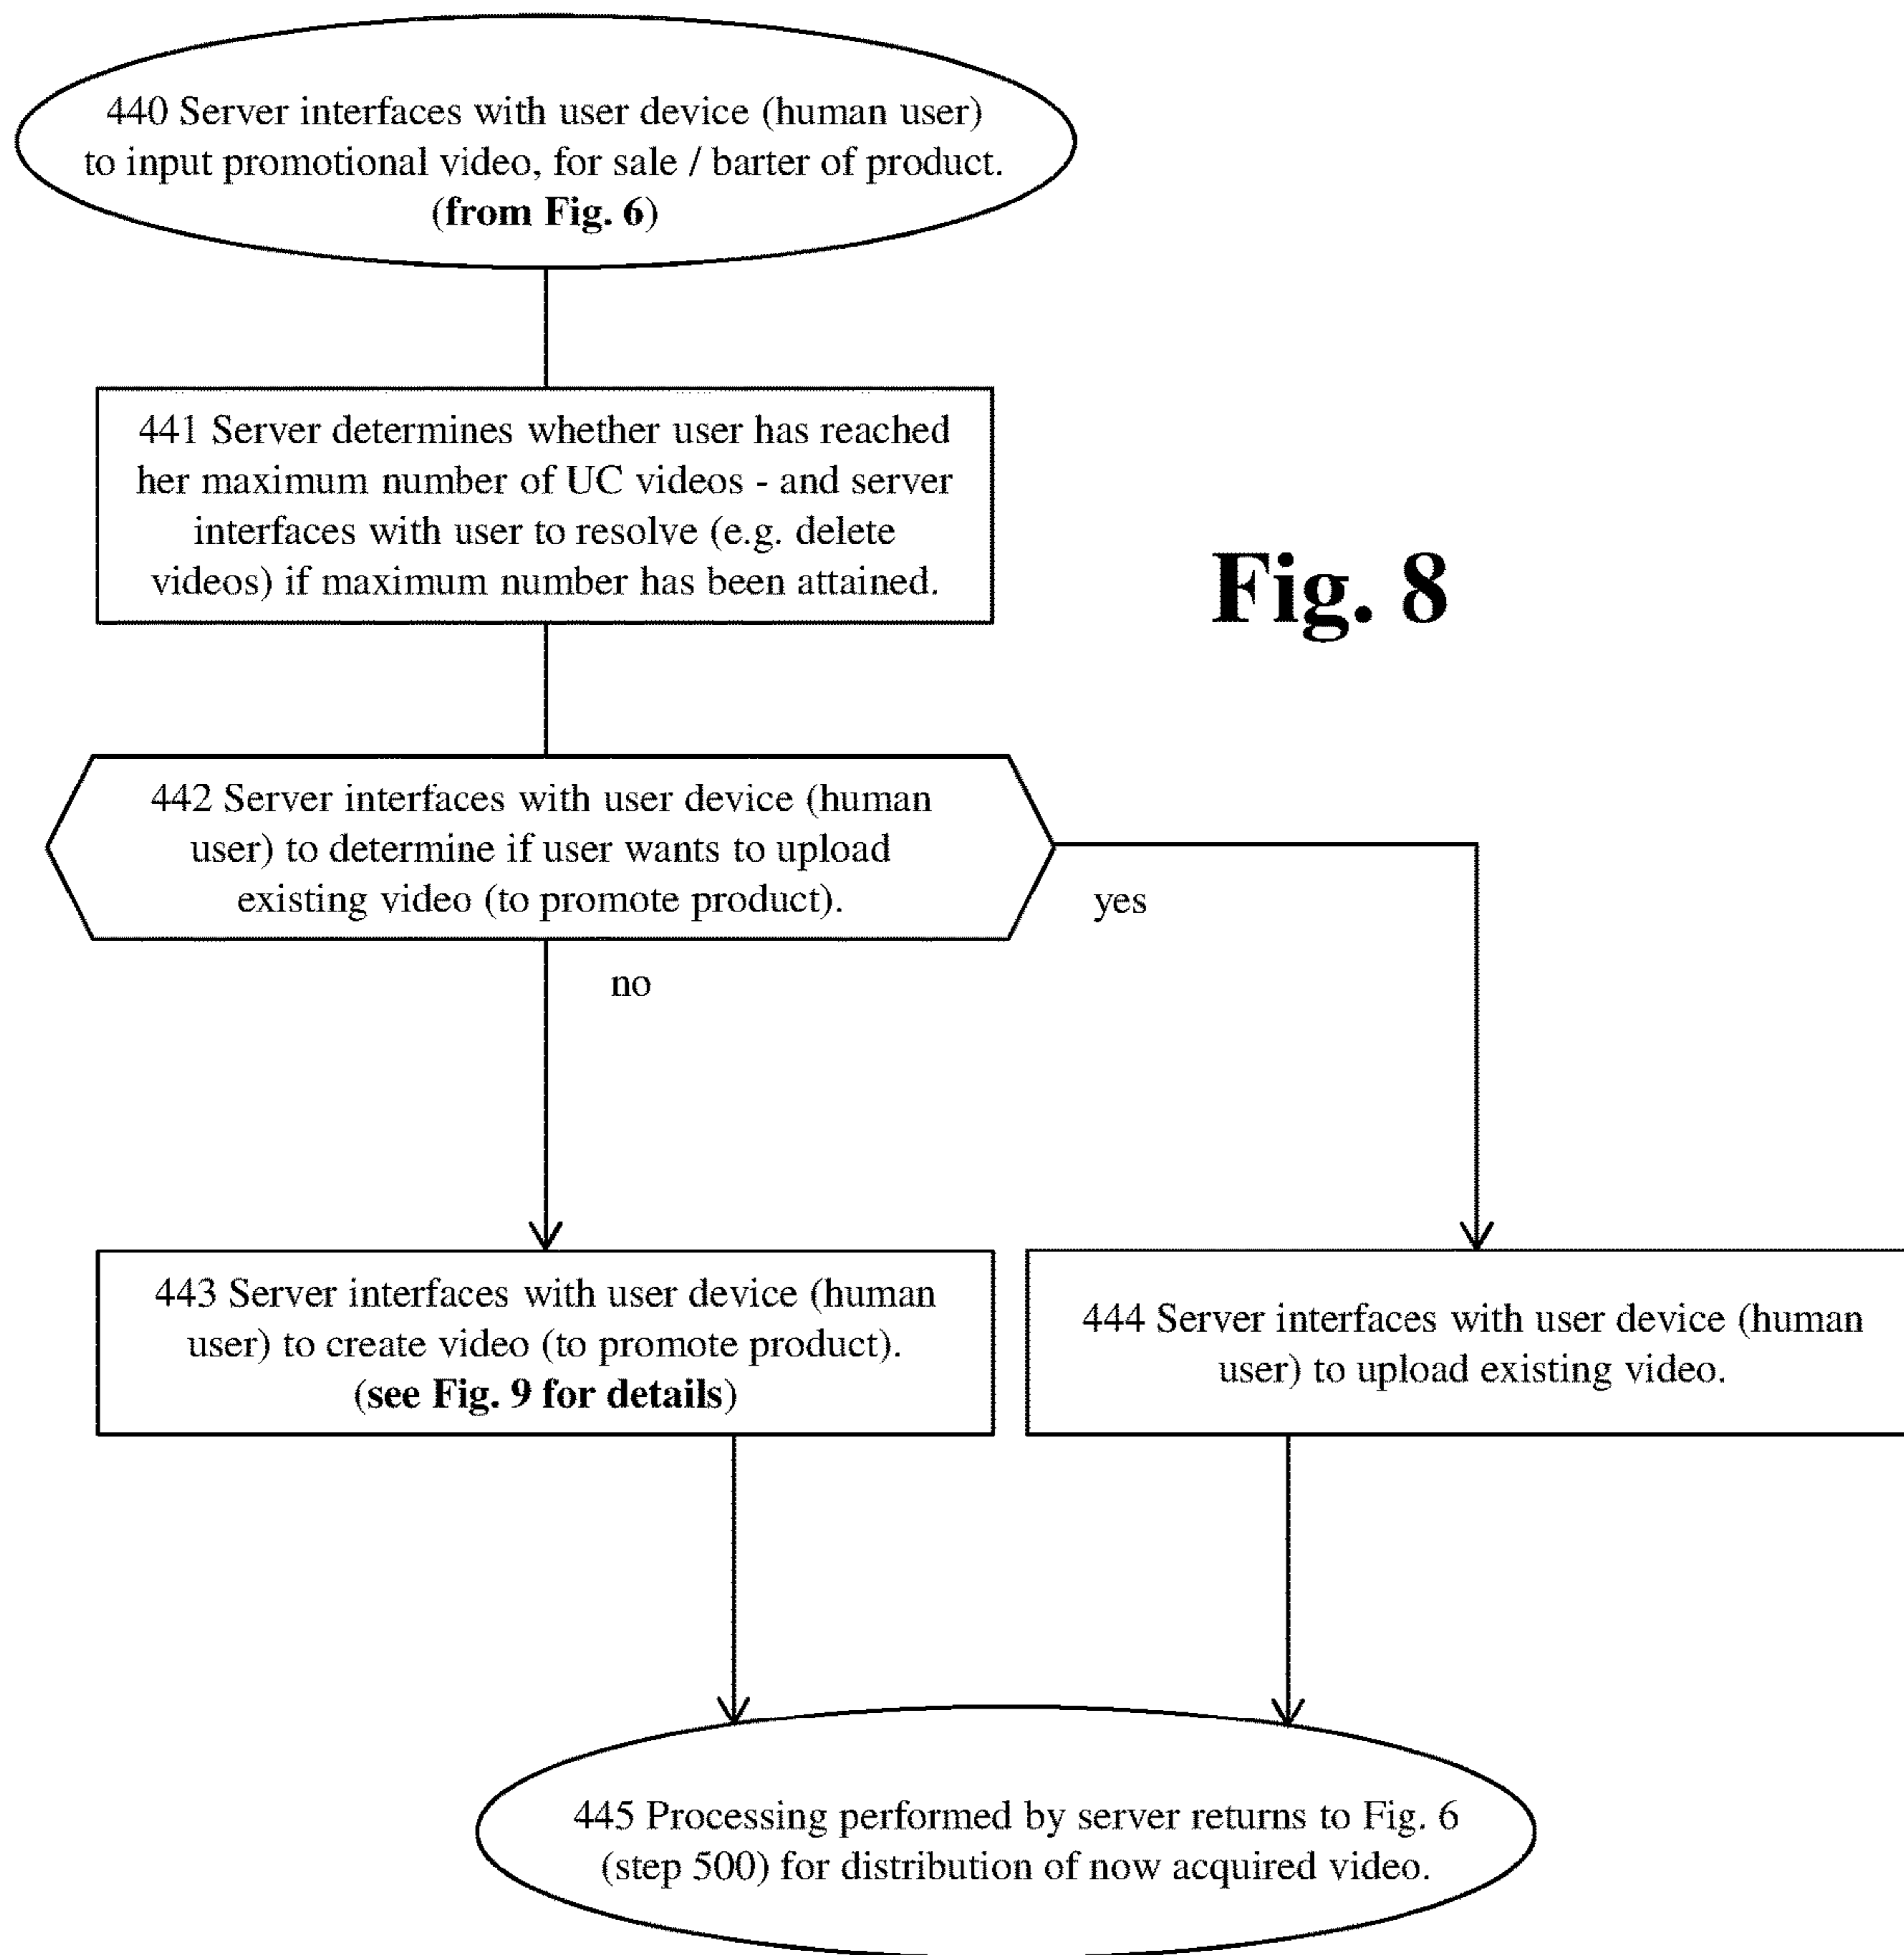 440 Server interfaces with user device (human user)
to input promotional video, for sale / barter of product.
(from Fig. 6)
441 Server determines whether user has reached
her maximum number of UC videos - and server
interfaces with user to resolve (e.g. delete
videos) if maximum number has been attained.
Fig. 8
442 Server interfaces with user device (human
user) to determine if user wants to upload
existing video (to promote product).
yes
no
443 Server interfaces with user device (human
user) to create video (to promote product).
(see Fig. 9 for details)
444 Server interfaces with user device (human
user) to upload existing video.
445 Processing performed by server returns to Fig. 6
(step 500) for distribution of now acquired video.